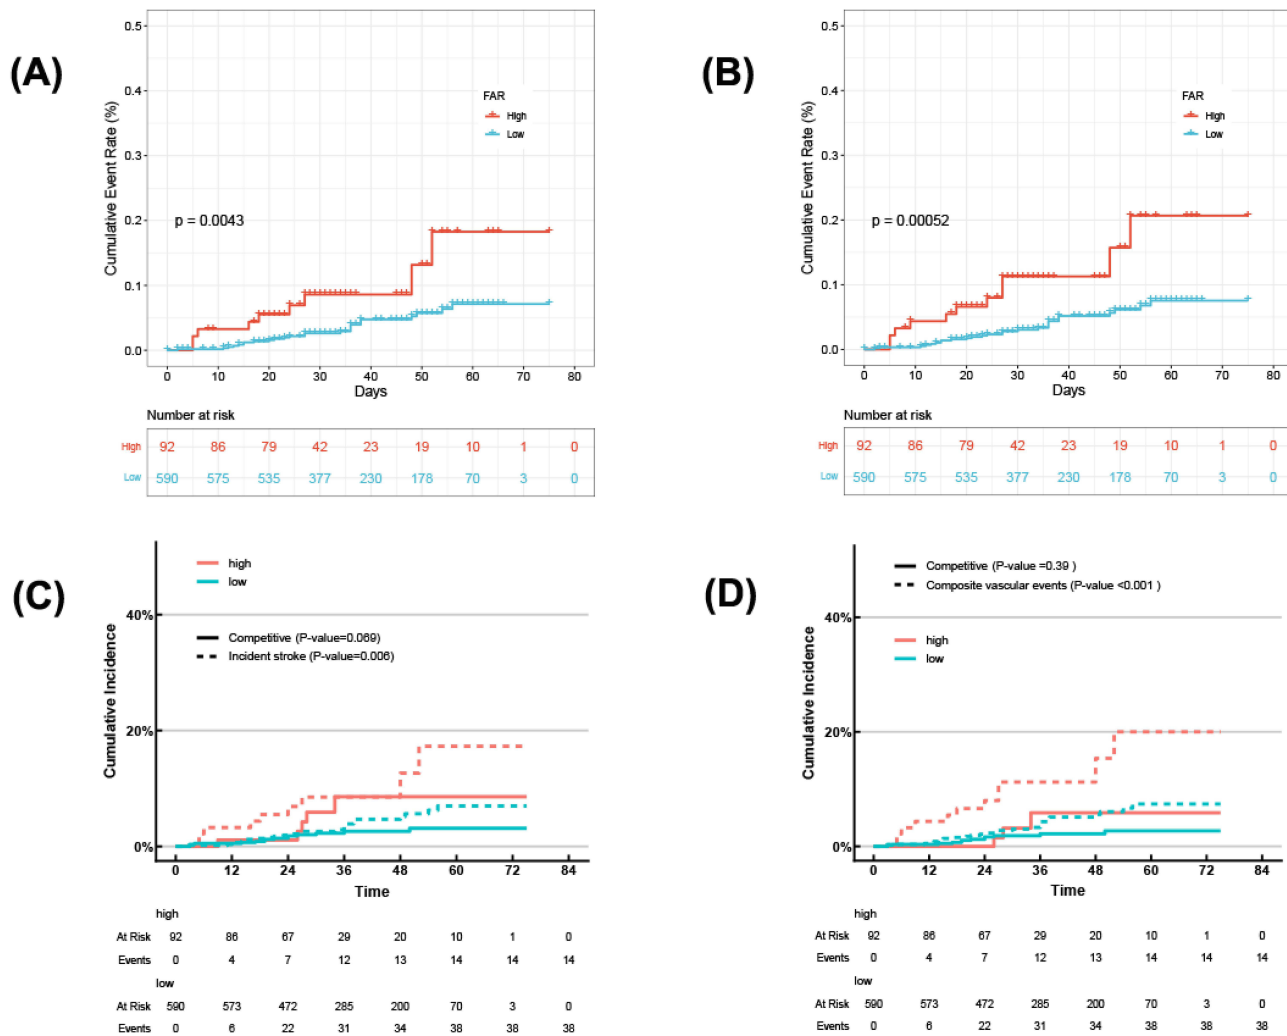 (A)
0.5
0.4
0.3
0.2
0.1
0.0
Cumulative Event Rate (%)
FAR
High
Low
p = 0.0043
0 10 20 30 40 50 60 70 80
Days
Number at risk
High 92 86 79 42 23 19 10 1 0
Low 590 575 535 377 230 178 70 3 0
(B)
0.5
0.4
0.3
0.2
0.1
0.0
Cumulative Event Rate (%)
FAR
High
Low
p = 0.00052
0 10 20 30 40 50 60 70 80
Days
Number at risk
High 92 86 79 42 23 19 10 1 0
Low 590 575 535 377 230 178 70 3 0
(C)
high
low
Competitive (P-value=0.069)
Incident stroke (P-value=0.006)
40%
20%
0%
Cumulative Incidence
0 12 24 36 48 60 72 84
Time
high
At Risk 92 86 67 29 20 10 1 0
Events 0 4 7 12 13 14 14 14
low
At Risk 590 573 472 285 200 70 3 0
Events 0 6 22 31 34 38 38 38
(D)
Competitive (P-value =0.39 )
Composite vascular events (P-value <0.001 )
high
low
40%
20%
0%
Cumulative Incidence
0 12 24 36 48 60 72 84
Time
high
At Risk 92 86 67 29 20 10 1 0
Events 0 4 7 12 13 14 14 14
low
At Risk 590 573 472 285 200 70 3 0
Events 0 6 22 31 34 38 38 38